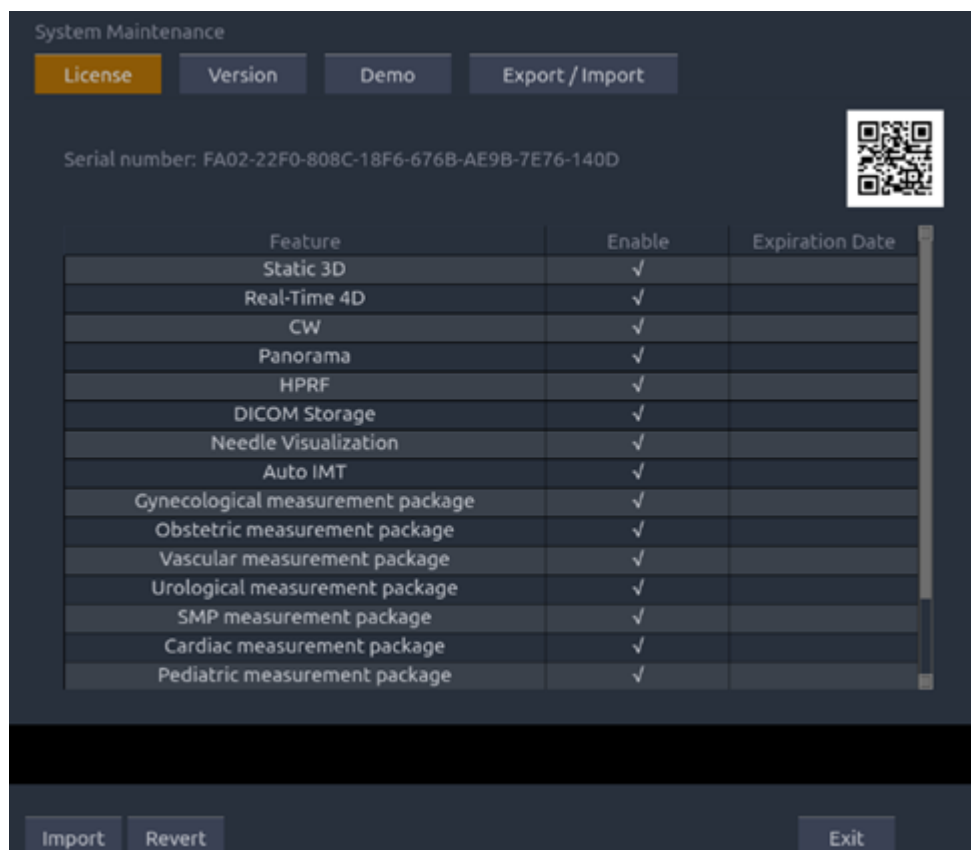 System Maintenance
License Version Demo Export / Import
Serial number: FA02-22F0-808C-18F6-676B-AE9B-7E76-140D
Feature Enable Expiration Date
Static 3D √
Real-Time 4D √
CW √
Panorama √
HPRF √
DICOM Storage √
Needle Visualization √
Auto IMT √
Gynecological measurement package √
Obstetric measurement package √
Vascular measurement package √
Urological measurement package √
SMP measurement package √
Cardiac measurement package √
Pediatric measurement package √
Import Revert Exit